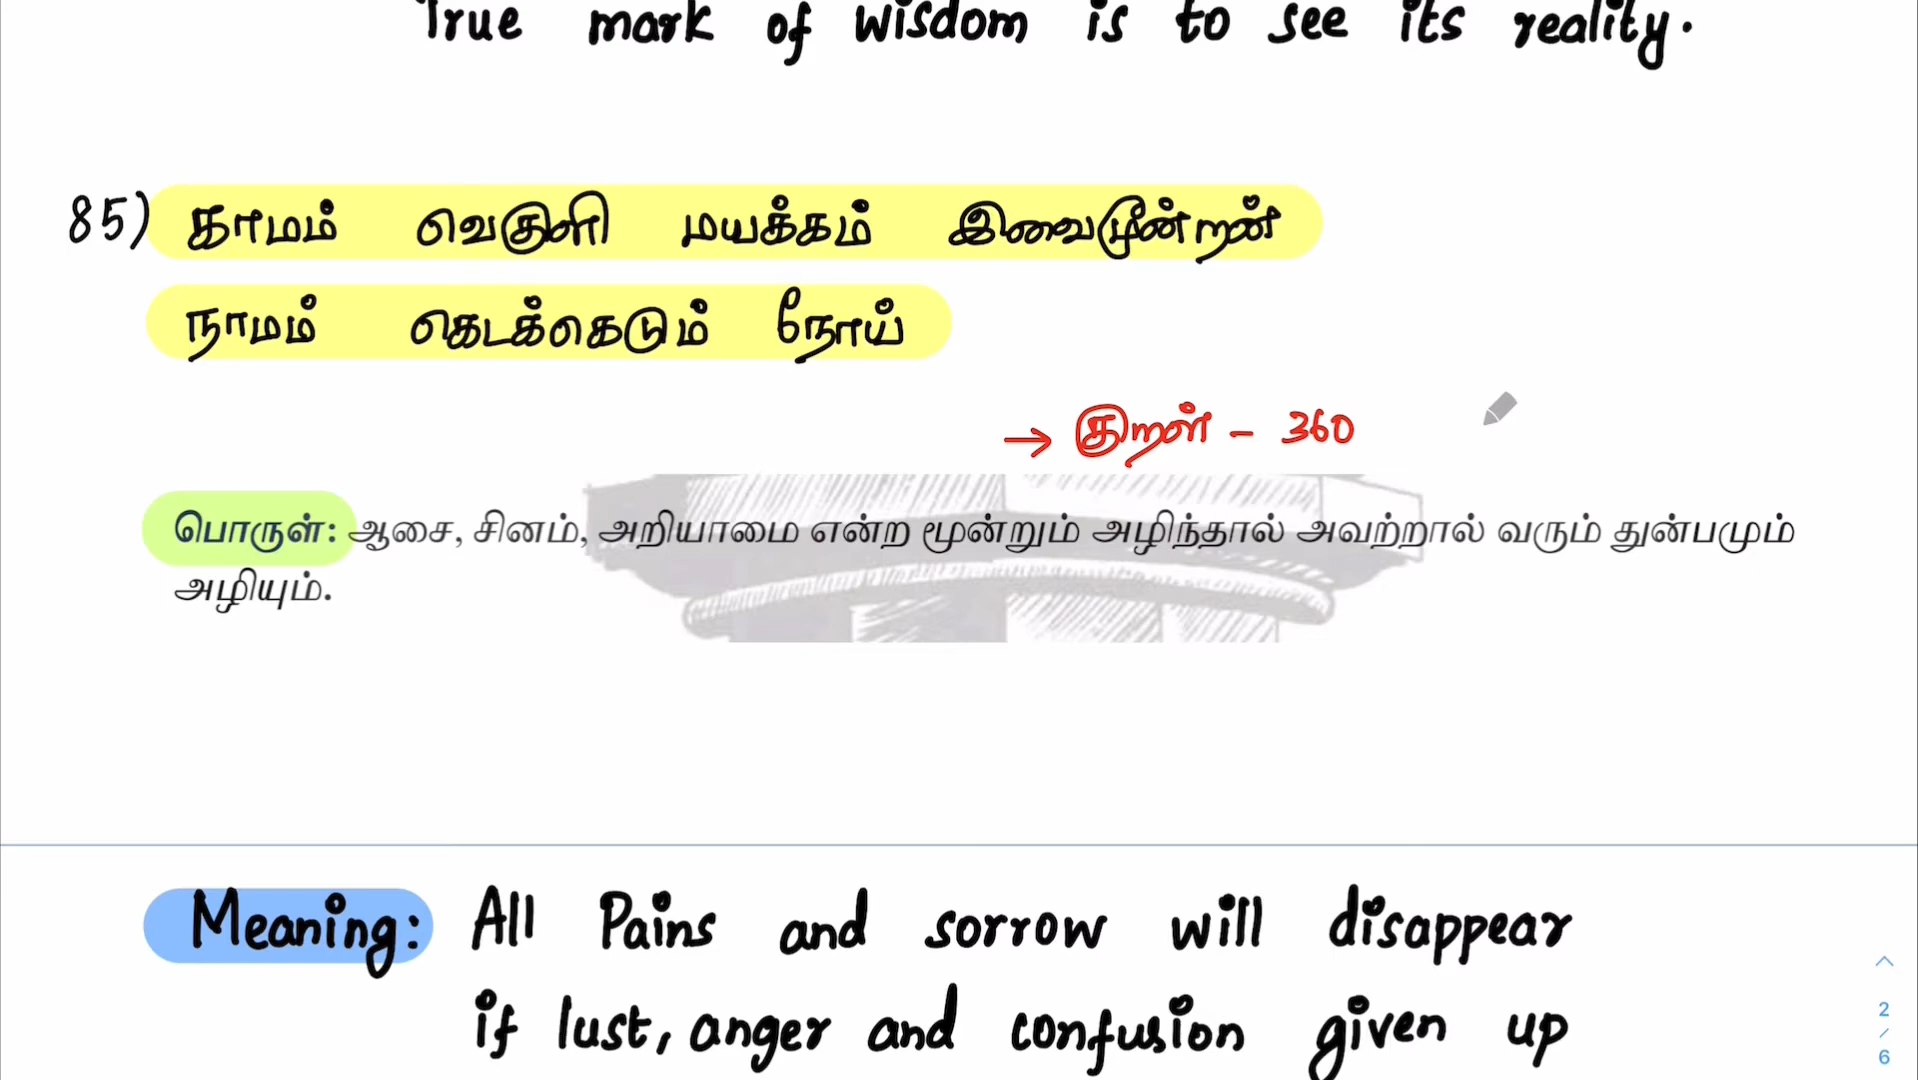 True mark of wisdom is to see its reality.
85) காமம் வெகுளி மயக்கம் இவைமூன்றன்
நாமம் கெடக்கெடும் நோய்
→ குறள் - 360
பொருள்: ஆசை, சினம், அறியாமை என்ற மூன்றும் அழிந்தால் அவற்றால் வரும் துன்பமும்
அழியும்.
Meaning: All Pains and sorrow will disappear
if lust, anger and confusion given up
2
/
6